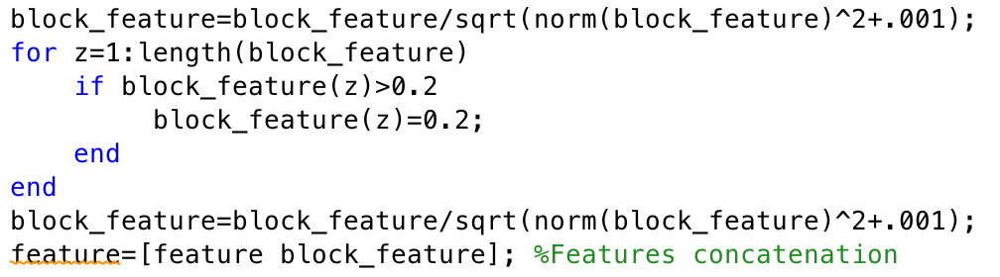 block_feature=block_feature/sqrt(norm(block_feature)^2+.001);
for z=1:length(block_feature)
    if block_feature(z)>0.2
         block_feature(z)=0.2;
    end
end
block_feature=block_feature/sqrt(norm(block_feature)^2+.001);
feature=[feature block_feature]; %Features concatenation